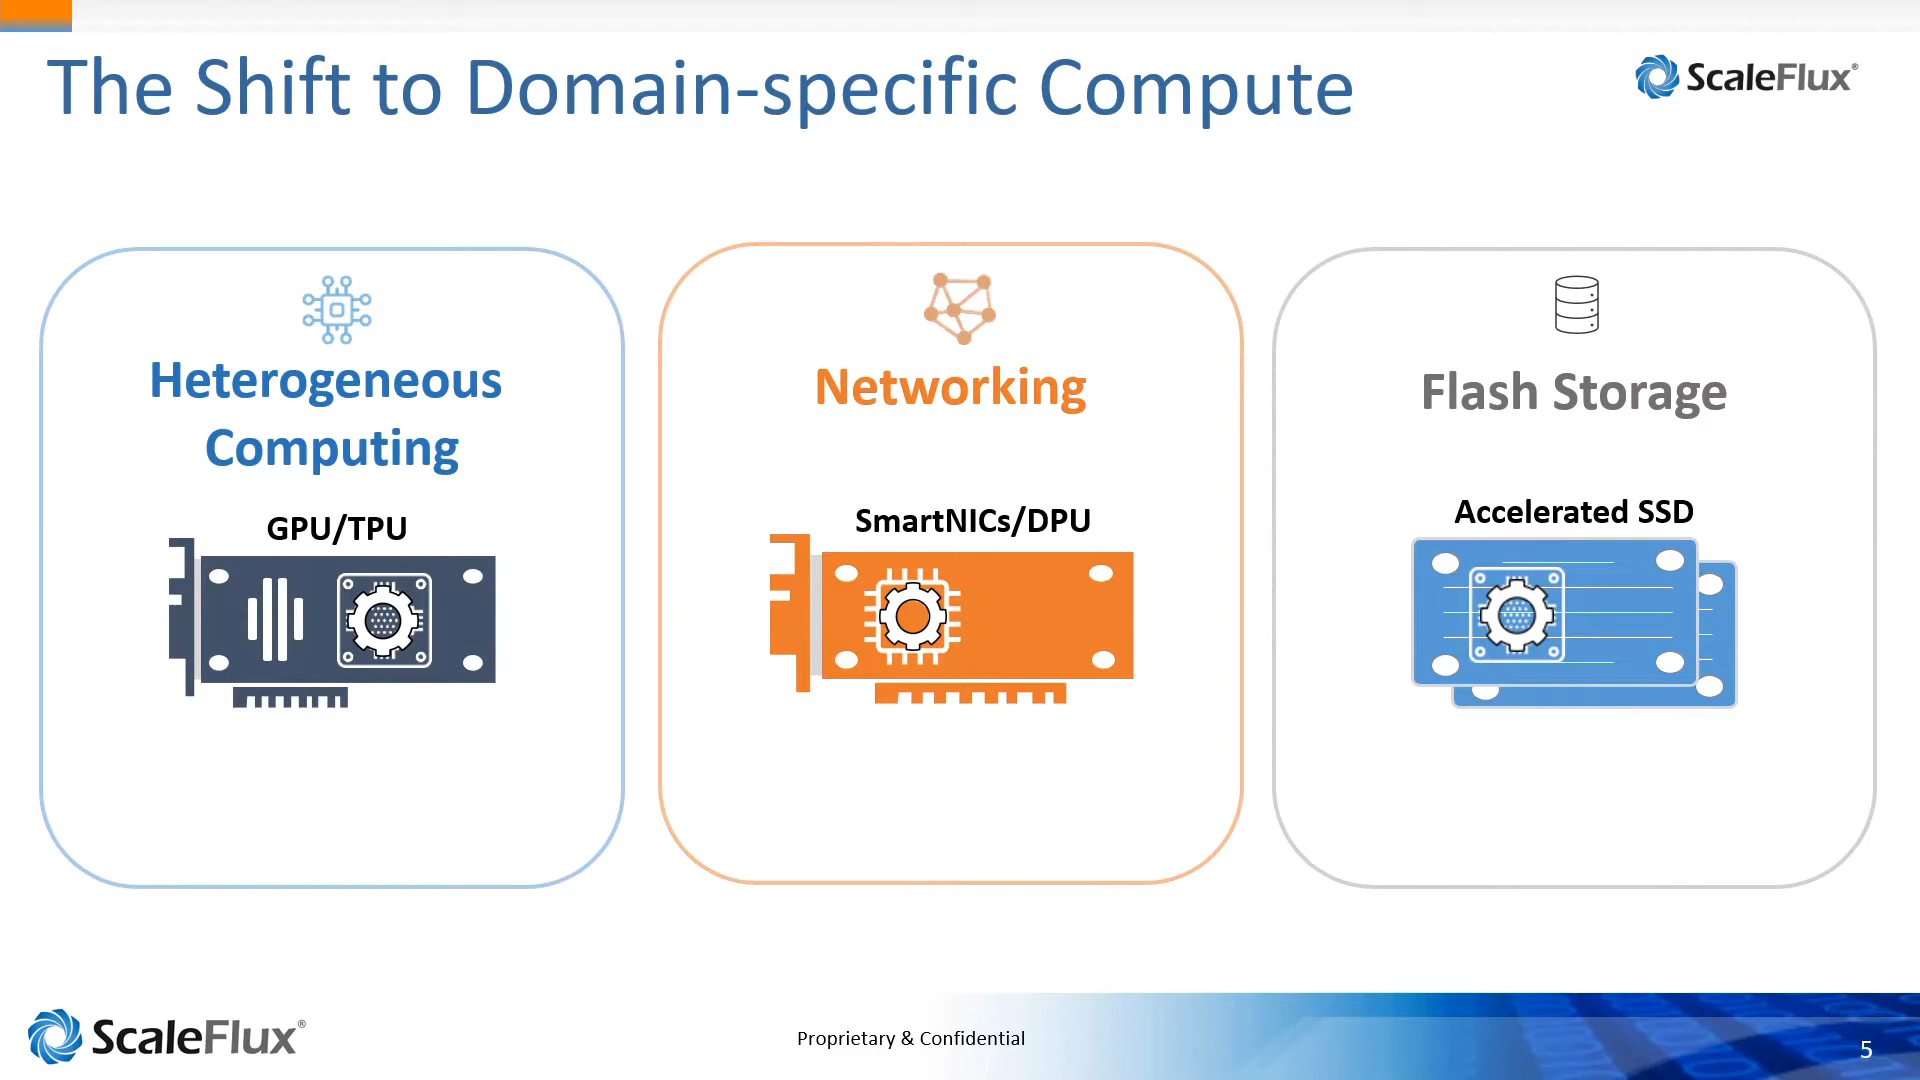 The Shift to Domain-specific Compute
ScaleFlux®
Heterogeneous
Computing
GPU/TPU
Networking
SmartNICs/DPU
Flash Storage
Accelerated SSD
ScaleFlux®
Proprietary & Confidential
5